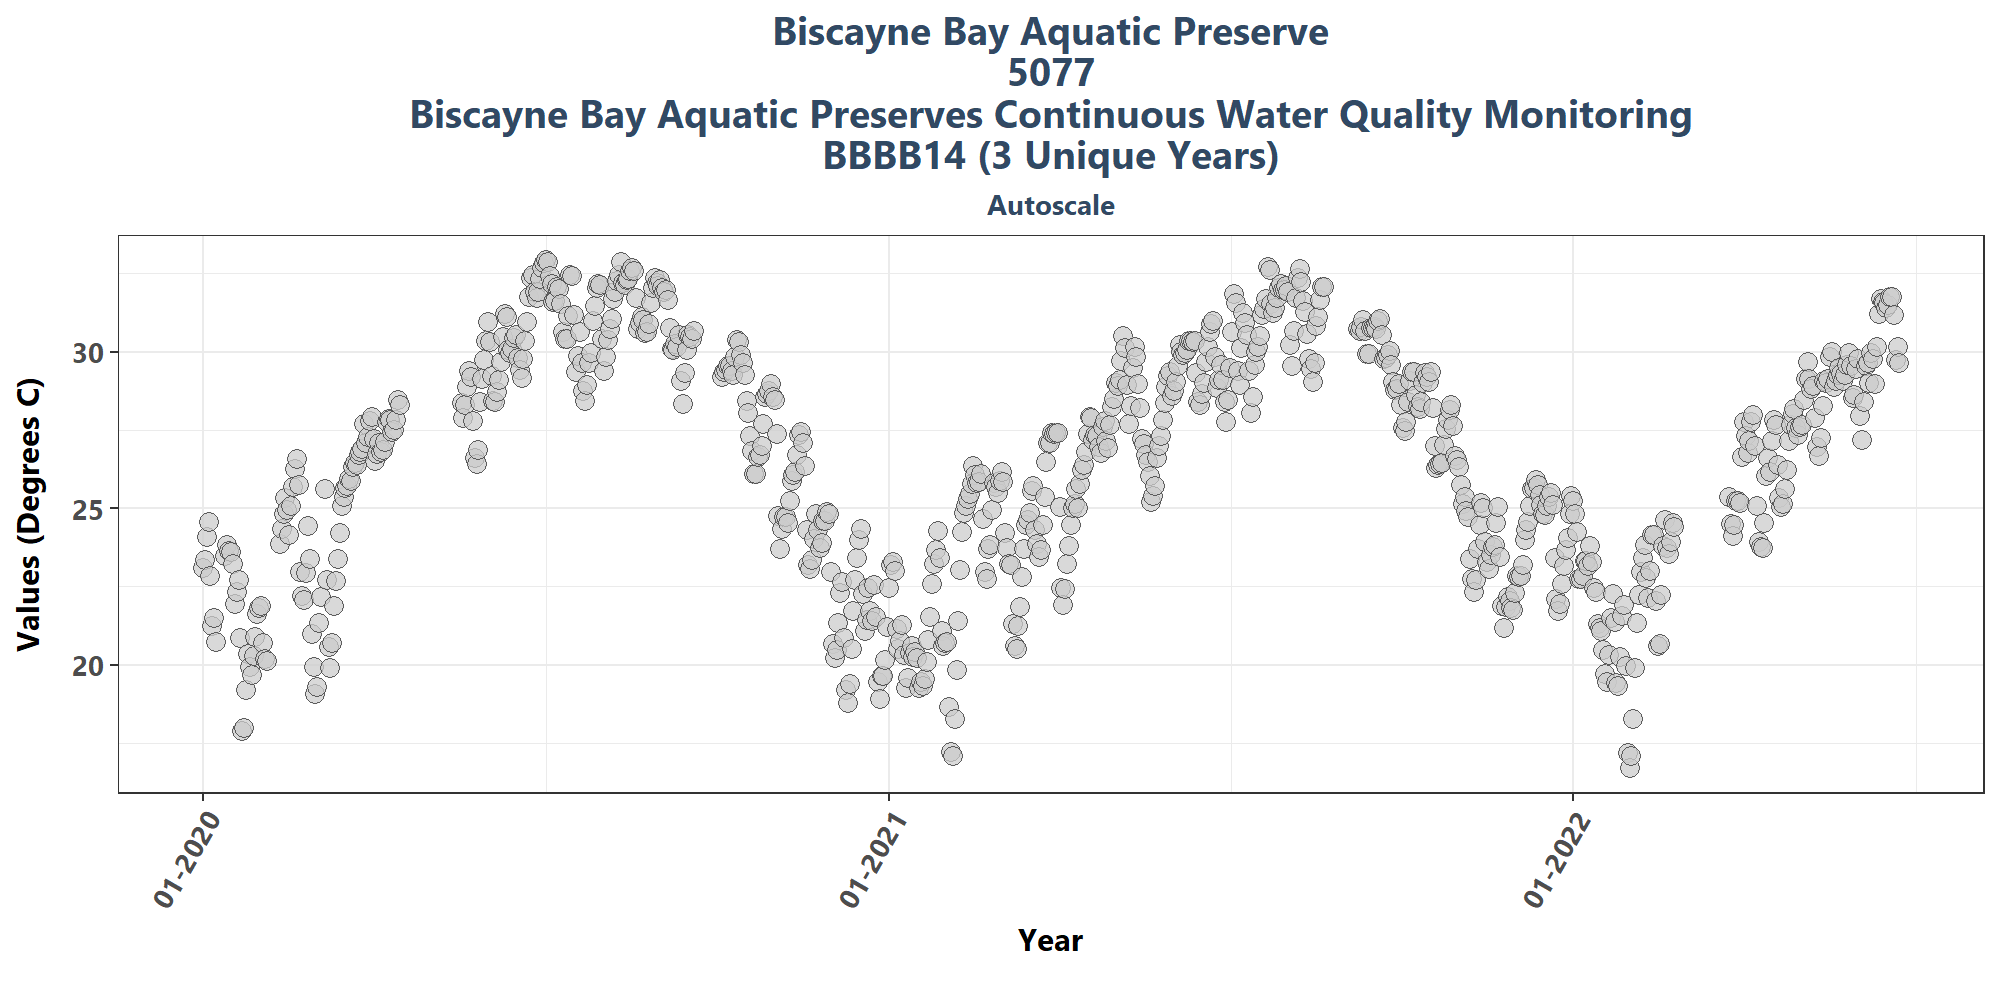 Biscayne Bay Aquatic Preserve
5077
Biscayne Bay Aquatic Preserves Continuous Water Quality Monitoring
BBBB14 (3 Unique Years)
Autoscale
Values (Degrees C)
30
25
20
01-2020
01-2021
01-2022
Year